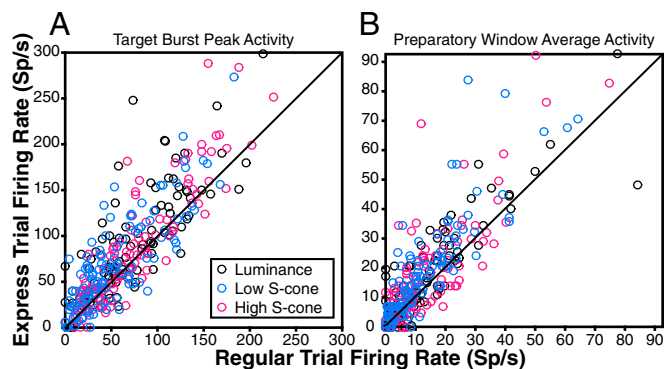 A
Target Burst Peak Activity
B
Preparatory Window Average Activity
Express Trial Firing Rate (Sp/s)
300
250
200
150
100
50
0
0 50 100 150 200 250 300
Luminance
Low S-cone
High S-cone
90
80
70
60
50
40
30
20
10
0
0 10 20 30 40 50 60 70 80 90
Regular Trial Firing Rate (Sp/s)